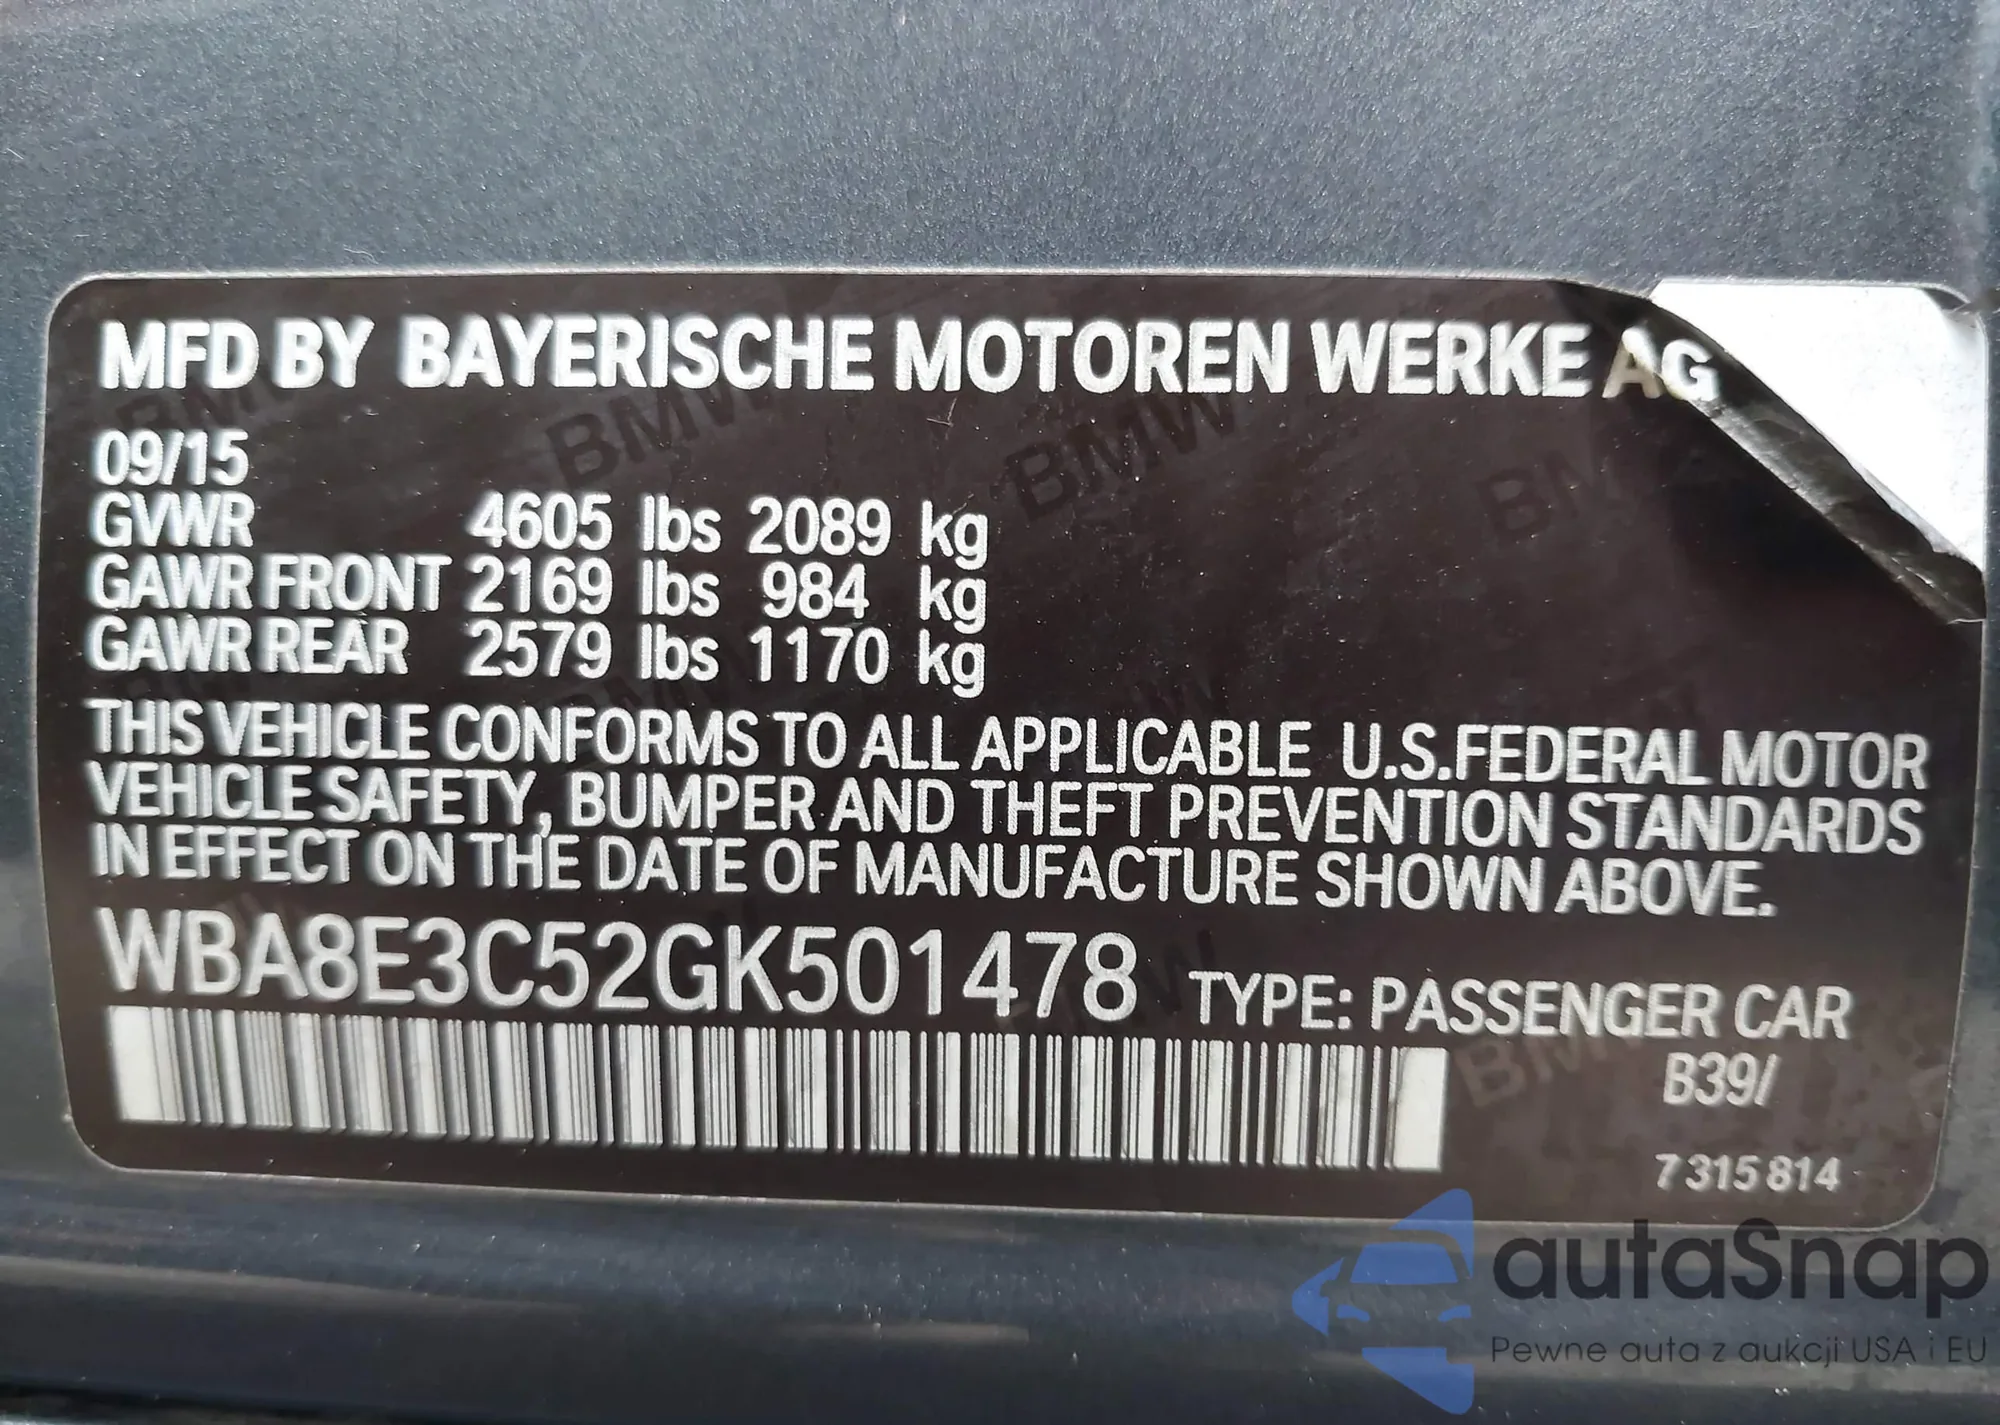 MFD BY BAYERISCHE MOTOREN WERKE AG
09/15
GVWR 4605 lbs 2089 kg
GAWR FRONT 2169 lbs 984 kg
GAWR REAR 2579 lbs 1170 kg
THIS VEHICLE CONFORMS TO ALL APPLICABLE U.S.FEDERAL MOTOR
VEHICLE SAFETY, BUMPER AND THEFT PREVENTION STANDARDS
IN EFFECT ON THE DATE OF MANUFACTURE SHOWN ABOVE.
WBA8E3C52GK501478 TYPE: PASSENGER CAR
B39/
7 315 814
autaSnap
Pewne auta z aukcji USA i EU